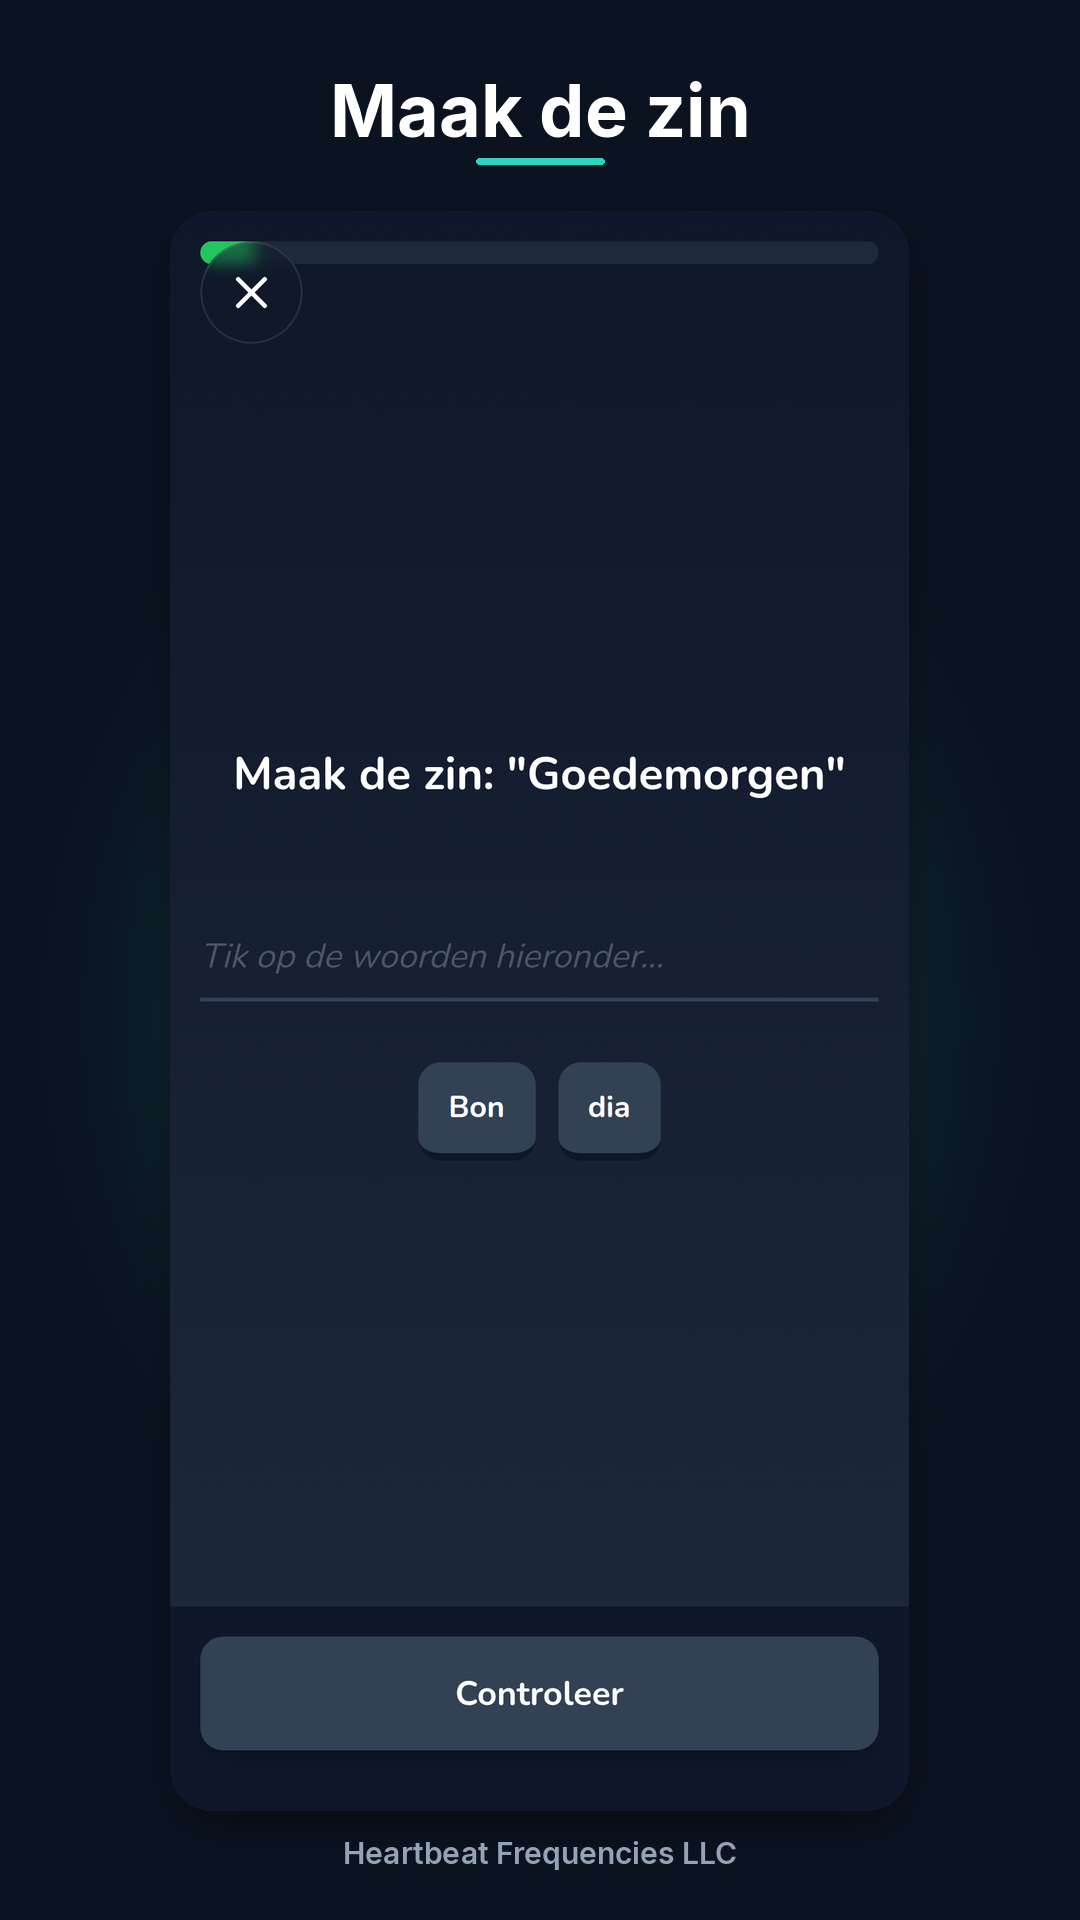 Maak de zin
Maak de zin: "Goedemorgen"
Tik op de woorden hieronder...
Bon
dia
Controleer
Heartbeat Frequencies LLC